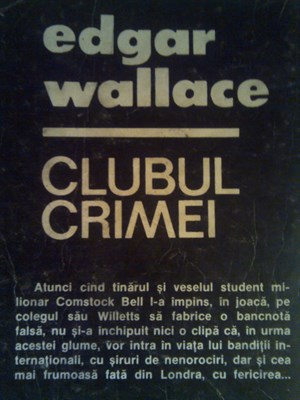 edgar
wallace
CLUBUL
CRIMEI
Atunci cind tinărul și veselul student mi-
lionar Comstock Bell l-a împins, în joacă, pe
colegul său Willetts să fabrice o bancnotă
falsă, nu și-a închipuit nici o clipă că, în urma
acestei glume, vor intra în viața lui bandiții in-
ternaționali, cu șiruri de nenorociri, dar și cea
mai frumoasă fată din Londra, cu fericirea...